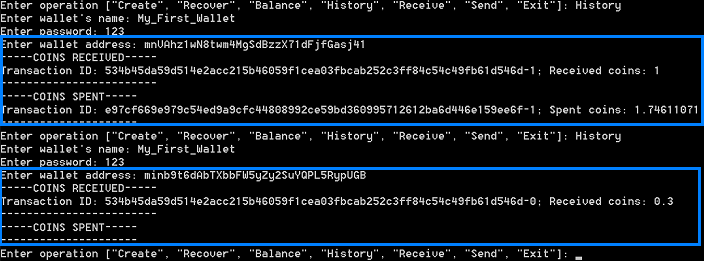 Enter operation ["Create", "Recover", "Balance", "History", "Receive", "Send", "Exit"]: History
Enter wallet's name: My_First_Wallet
Enter password: 123
Enter wallet address: mnVAhz1wN8twm4MgSdBzzX71dFjfGasj41
-----COINS RECEIVED-----
Transaction ID: 534b45da59d514e2acc215b46059f1cea03fbcab252c3ff84c54c49fb61d546d-1; Received coins: 1
------------------------
-----COINS SPENT-----
Transaction ID: e97cf669e979c54ed9a9cfc44808992ce59bd360995712612ba6d446e159ee6f-1; Spent coins: 1.74611071
---------------------
Enter operation ["Create", "Recover", "Balance", "History", "Receive", "Send", "Exit"]: History
Enter wallet's name: My_First_Wallet
Enter password: 123
Enter wallet address: minb9t6dAbTXbbFW5yZy2SuYQPL5RypUGB
-----COINS RECEIVED-----
Transaction ID: 534b45da59d514e2acc215b46059f1cea03fbcab252c3ff84c54c49fb61d546d-0; Received coins: 0.3
------------------------
-----COINS SPENT-----
---------------------
Enter operation ["Create", "Recover", "Balance", "History", "Receive", "Send", "Exit"]: